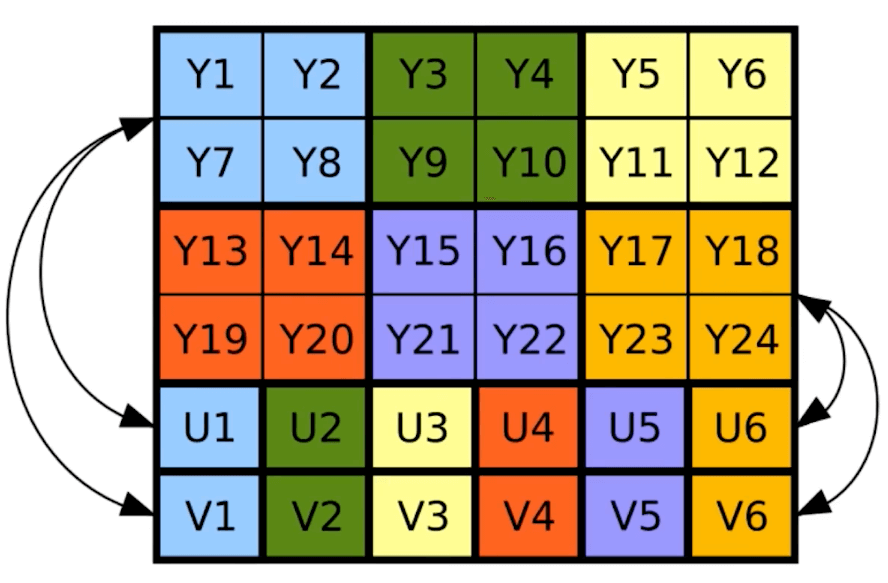 Y1 Y2 Y3 Y4 Y5 Y6
Y7 Y8 Y9 Y10 Y11 Y12
Y13 Y14 Y15 Y16 Y17 Y18
Y19 Y20 Y21 Y22 Y23 Y24
U1 U2 U3 U4 U5 U6
V1 V2 V3 V4 V5 V6